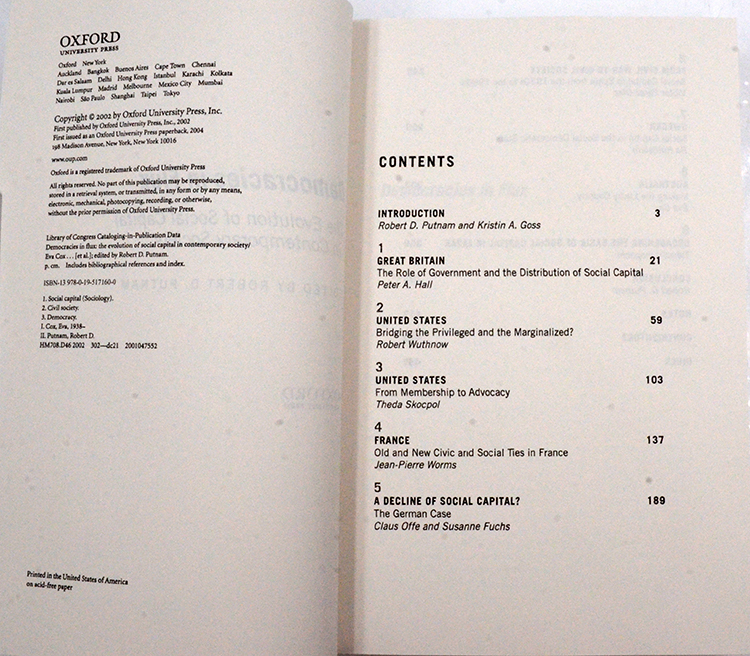 OXFORD
UNIVERSITY PRESS
Oxford New York
Auckland Bangkok Buenos Aires Cape Town Chennai
Dar es Salaam Delhi Hong Kong Istanbul Karachi Kolkata
Kuala Lumpur Madrid Melbourne Mexico City Mumbai
Nairobi São Paulo Shanghai Taipei Tokyo
Copyright © 2002 by Oxford University Press, Inc.
First published by Oxford University Press, Inc., 2002
First issued as an Oxford University Press paperback, 2004
198 Madison Avenue, New York, New York 10016
www.oup.com
Oxford is a registered trademark of Oxford University Press
All rights reserved. No part of this publication may be reproduced,
stored in a retrieval system, or transmitted, in any form or by any means,
electronic, mechanical, photocopying, recording, or otherwise,
without the prior permission of Oxford University Press.
Library of Congress Cataloging-in-Publication Data
Democracies in flux: the evolution of social capital in contemporary society/
Eva Cox . . . [et al.]; edited by Robert D. Putnam.
p. cm. Includes bibliographical references and index.
ISBN-13 978-0-19-517160-0
1. Social capital (Sociology).
2. Civil society.
3. Democracy.
I. Cox, Eva, 1938–
II. Putnam, Robert D.
HM708.D46 2002 302—dc21 2001047552
Printed in the United States of America
on acid-free paper
CONTENTS
INTRODUCTION 3
Robert D. Putnam and Kristin A. Goss
1
GREAT BRITAIN 21
The Role of Government and the Distribution of Social Capital
Peter A. Hall
2
UNITED STATES 59
Bridging the Privileged and the Marginalized?
Robert Wuthnow
3
UNITED STATES 103
From Membership to Advocacy
Theda Skocpol
4
FRANCE 137
Old and New Civic and Social Ties in France
Jean-Pierre Worms
5
A DECLINE OF SOCIAL CAPITAL? 189
The German Case
Claus Offe and Susanne Fuchs